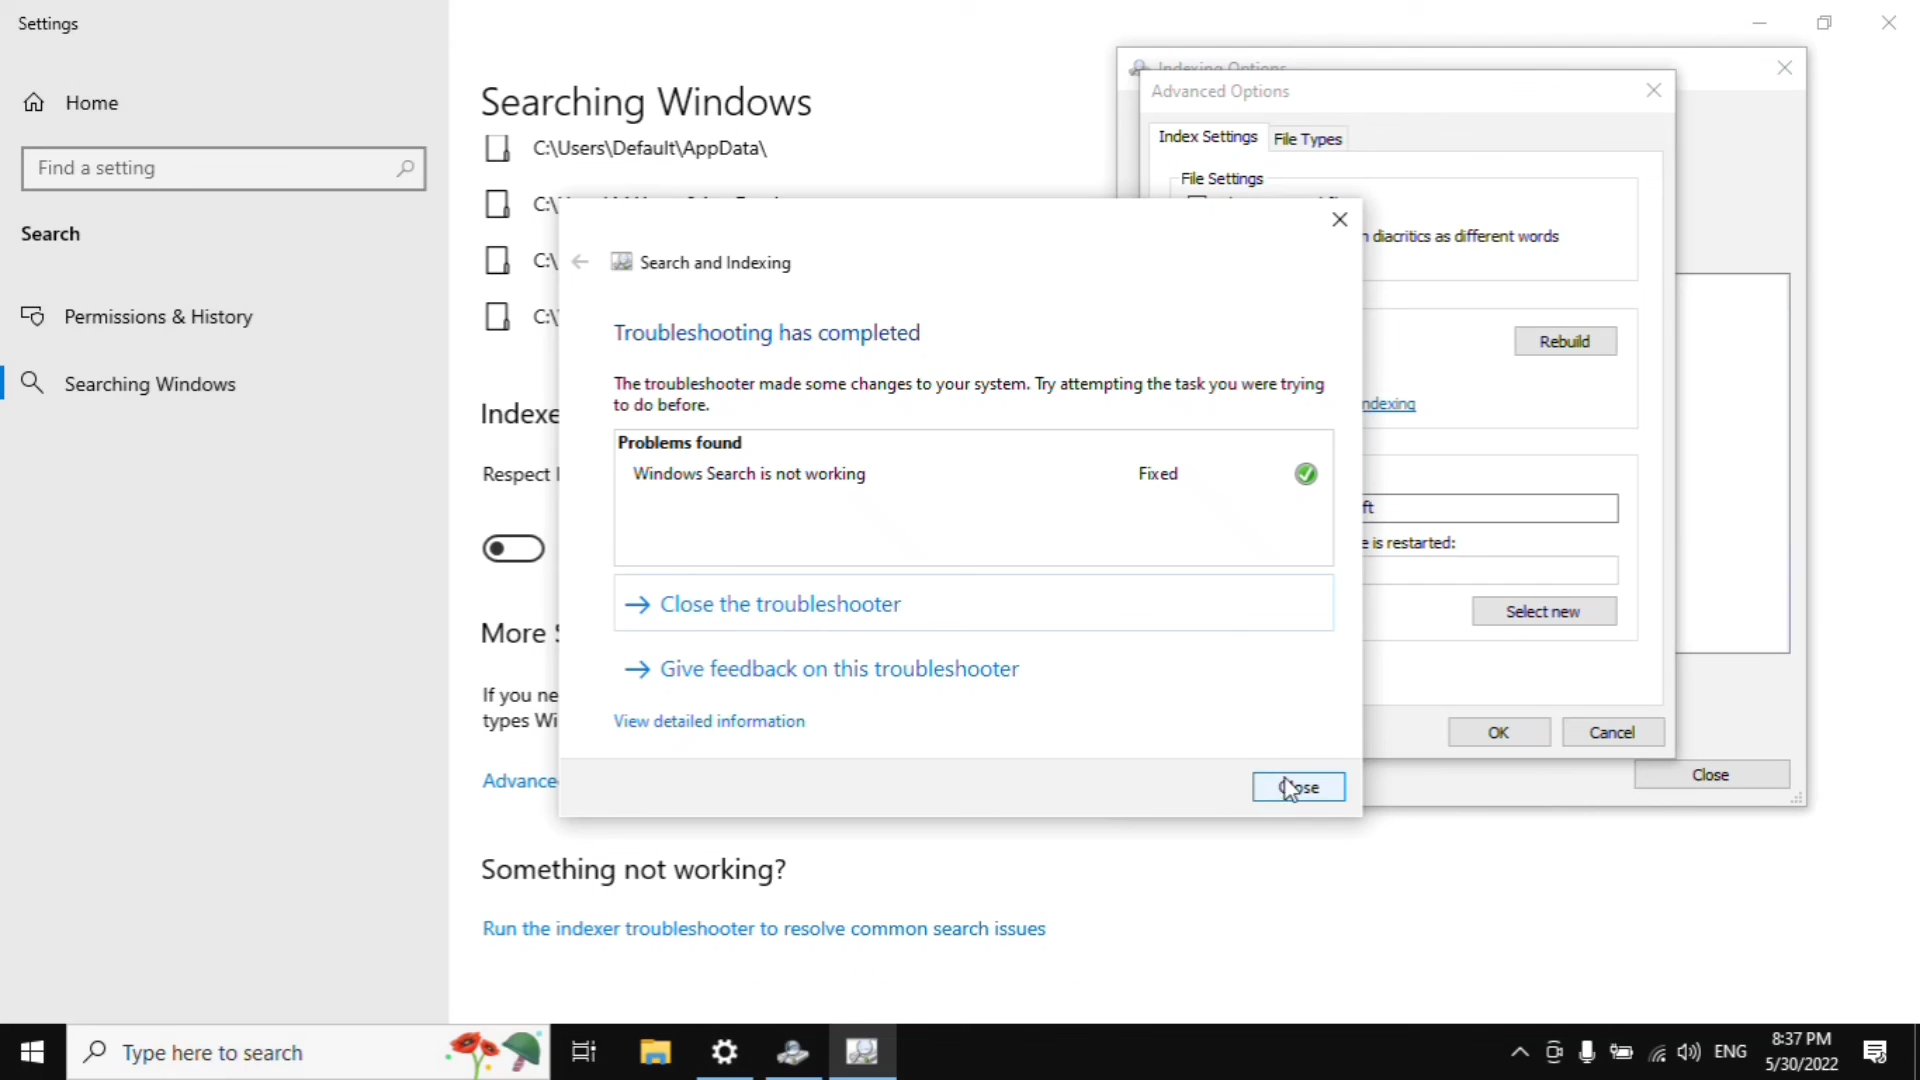 Settings
Home
Find a setting
Search
Permissions & History
Searching Windows
Searching Windows
C:\Users\Default\AppData\
C:\
C:\
C:\
Indexe
Respect
More
If you ne
types Wi
Advance
Something not working?
Run the indexer troubleshooter to resolve common search issues
Indexing Options
Advanced Options
Index Settings
File Types
File Settings
diacritics as different words
Rebuild
ndexing
ft
e is restarted:
Select new
OK
Cancel
Close
Search and Indexing
Troubleshooting has completed
The troubleshooter made some changes to your system. Try attempting the task you were trying
to do before.
Problems found
Windows Search is not working
Fixed
Close the troubleshooter
Give feedback on this troubleshooter
View detailed information
Close
Type here to search
ENG
8:37 PM
5/30/2022